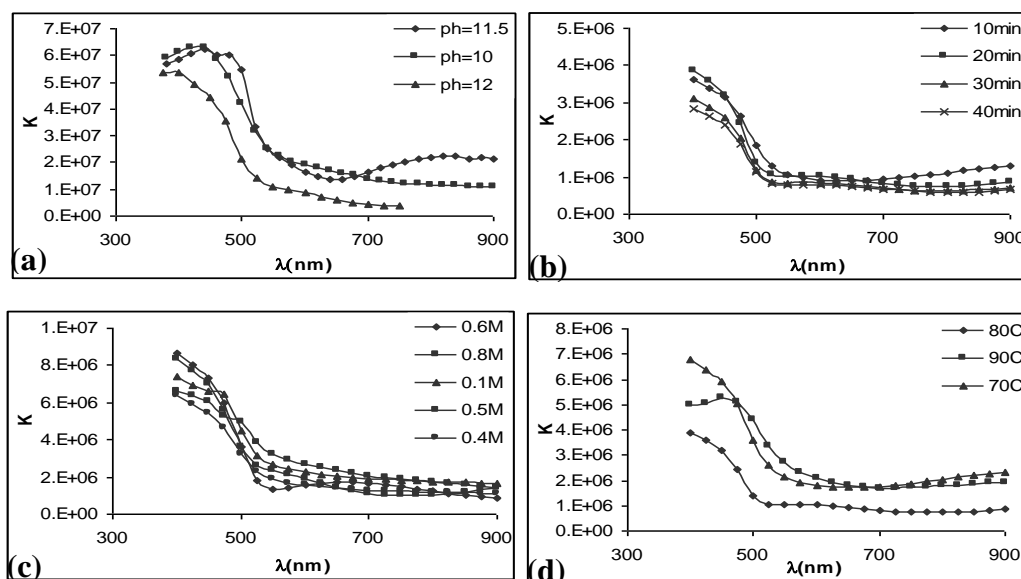 7.E+07
6.E+07
5.E+07
4.E+07
3.E+07
2.E+07
1.E+07
0.E+00
K
300
500
700
900
λ(nm)
ph=11.5
ph=10
ph=12
(a)
5.E+06
4.E+06
3.E+06
2.E+06
1.E+06
0.E+00
K
300
500
700
900
λ(nm)
10min
20min
30min
40min
(b)
1.E+07
8.E+06
6.E+06
4.E+06
2.E+06
0.E+00
K
300
500
700
900
λ(nm)
0.6M
0.8M
0.1M
0.5M
0.4M
(c)
8.E+06
7.E+06
6.E+06
5.E+06
4.E+06
3.E+06
2.E+06
1.E+06
0.E+00
K
300
500
700
900
λ(nm)
80C
90C
70C
(d)